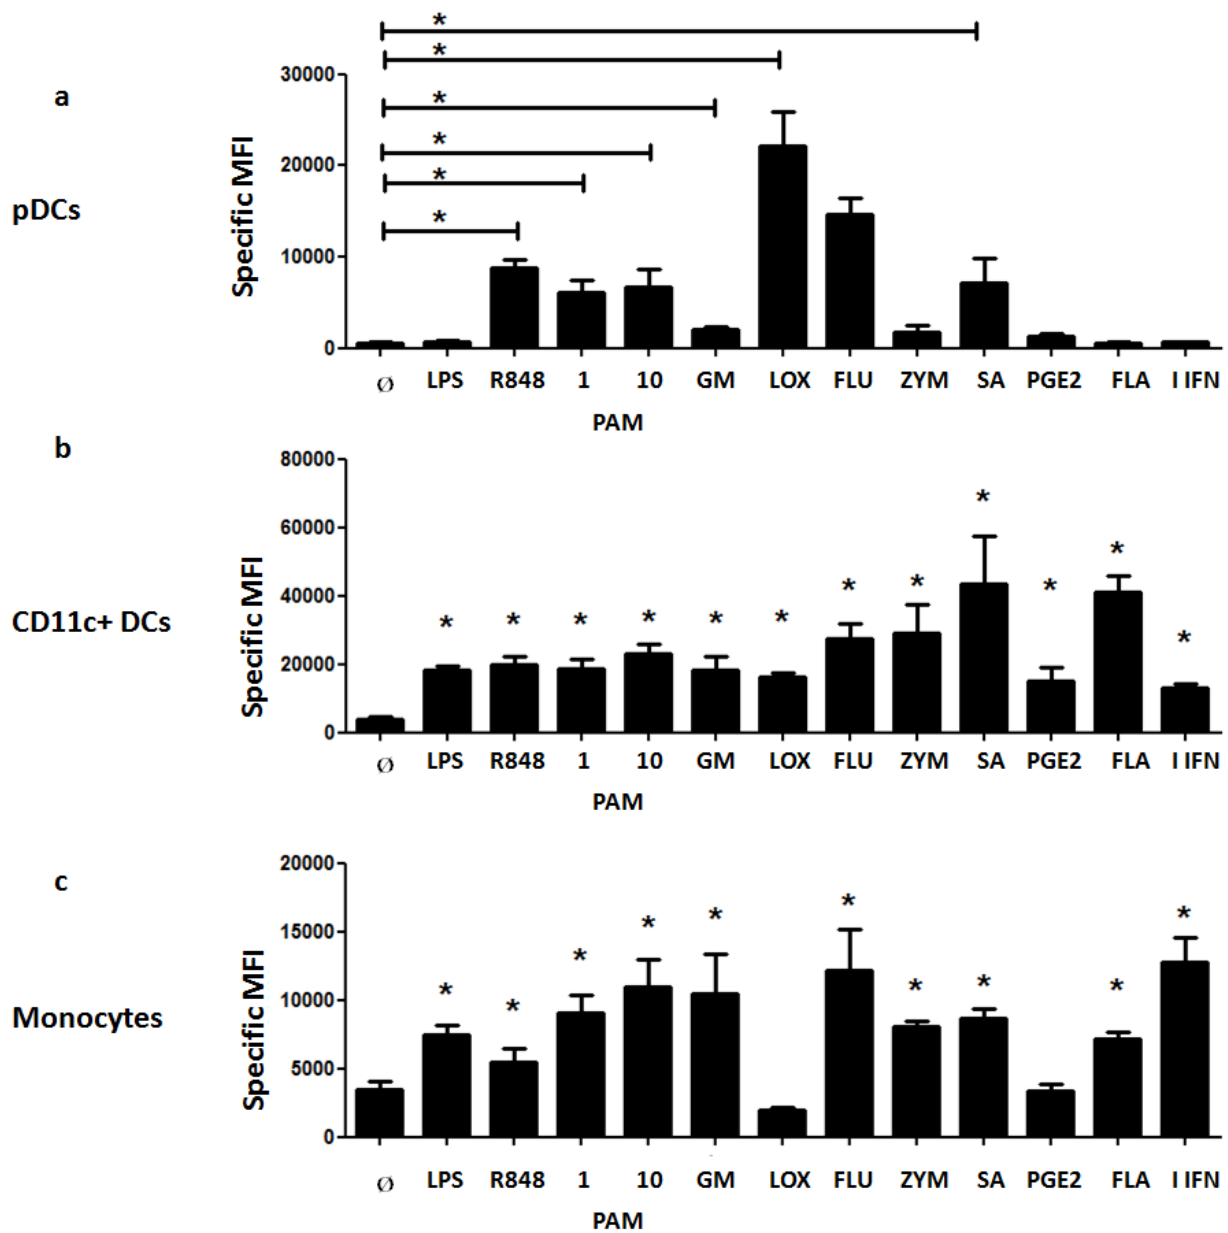 *
*
a
30000
*
*
pDCs
Specific MFI
20000
*
*
10000
0
Ø LPS R848 1 10 GM LOX FLU ZYM SA PGE2 FLA I IFN
PAM
b
80000
CD11c+ DCs
Specific MFI
60000
40000
20000
0
* * * * * * * * * * * *
Ø LPS R848 1 10 GM LOX FLU ZYM SA PGE2 FLA I IFN
PAM
c
20000
Monocytes
Specific MFI
15000
10000
5000
0
* * * * * * * * * *
Ø LPS R848 1 10 GM LOX FLU ZYM SA PGE2 FLA I IFN
PAM